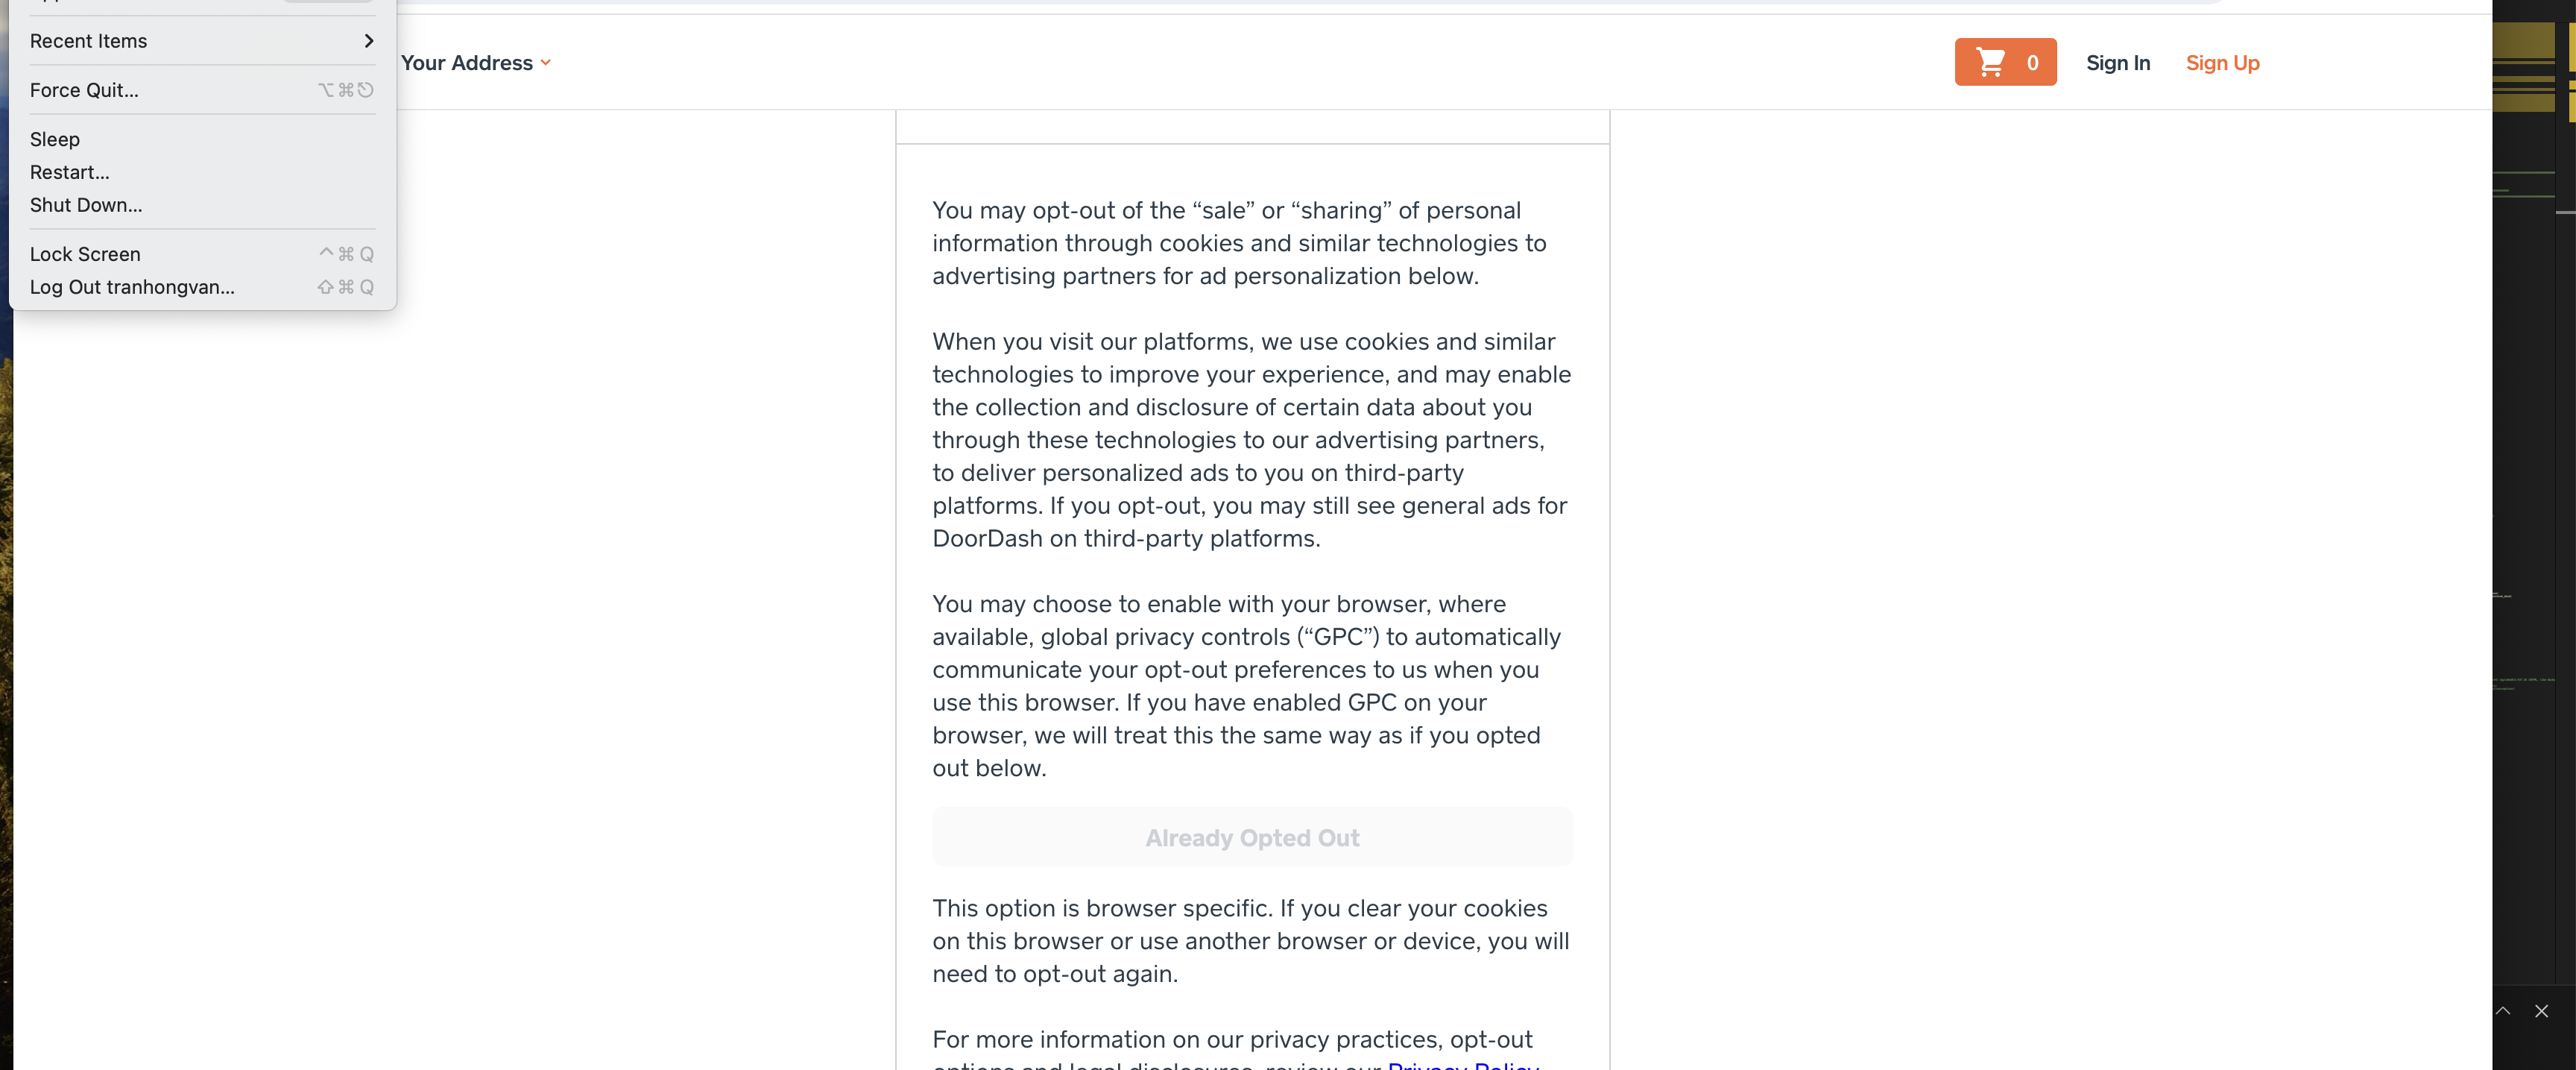 Recent Items
Force Quit...
Sleep
Restart...
Shut Down...
Lock Screen ^⌘Q
Log Out tranhongvan... ⇧⌘Q
Your Address
0
Sign In
Sign Up
You may opt-out of the “sale” or “sharing” of personal
information through cookies and similar technologies to
advertising partners for ad personalization below.
When you visit our platforms, we use cookies and similar
technologies to improve your experience, and may enable
the collection and disclosure of certain data about you
through these technologies to our advertising partners,
to deliver personalized ads to you on third-party
platforms. If you opt-out, you may still see general ads for
DoorDash on third-party platforms.
You may choose to enable with your browser, where
available, global privacy controls (“GPC”) to automatically
communicate your opt-out preferences to us when you
use this browser. If you have enabled GPC on your
browser, we will treat this the same way as if you opted
out below.
Already Opted Out
This option is browser specific. If you clear your cookies
on this browser or use another browser or device, you will
need to opt-out again.
For more information on our privacy practices, opt-out
options and legal disclosures, review our Privacy Policy